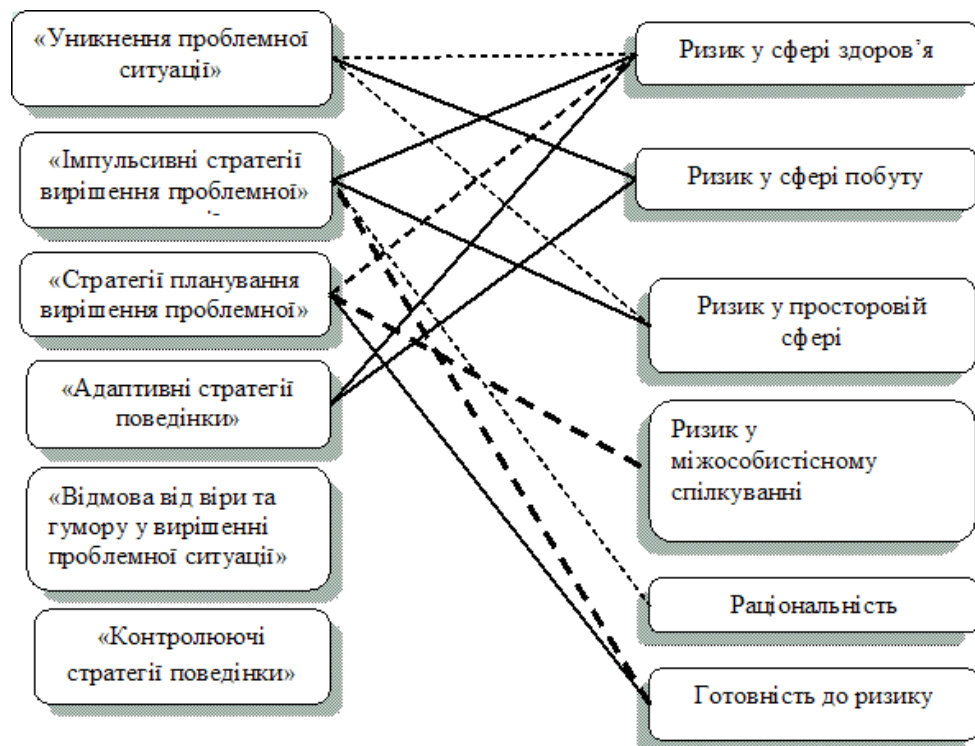 «Уникнення проблемної
ситуації»
«Імпульсивні стратегії
вирішення проблемної»
«Стратегії планування
вирішення проблемної»
«Адаптивні стратегії
поведінки»
«Відмова від віри та
гумору у вирішенні
проблемної ситуації»
«Контролюючі
стратегії поведінки»
Ризик у сфері здоров’я
Ризик у сфері побуту
Ризик у просторовій
сфері
Ризик у
міжособистісному
спілкуванні
Раціональність
Готовність до ризику